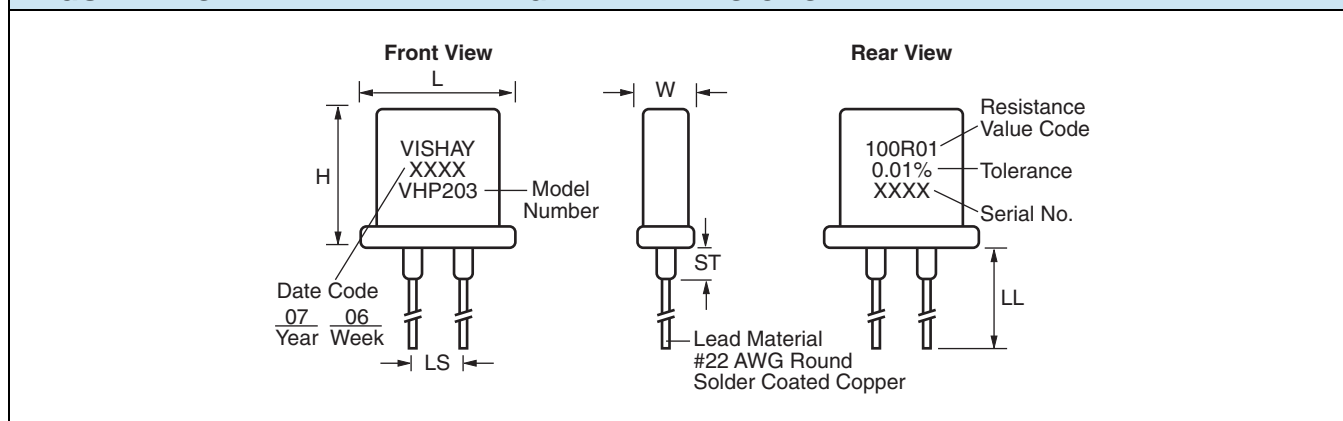 Front View
L
H
VISHAY
XXXX
VHP203
Model
Number
Date Code
07 06
Year Week
LS
W
ST
Lead Material
#22 AWG Round
Solder Coated Copper
Rear View
100R01
0.01%
XXXX
Resistance
Value Code
Tolerance
Serial No.
LL